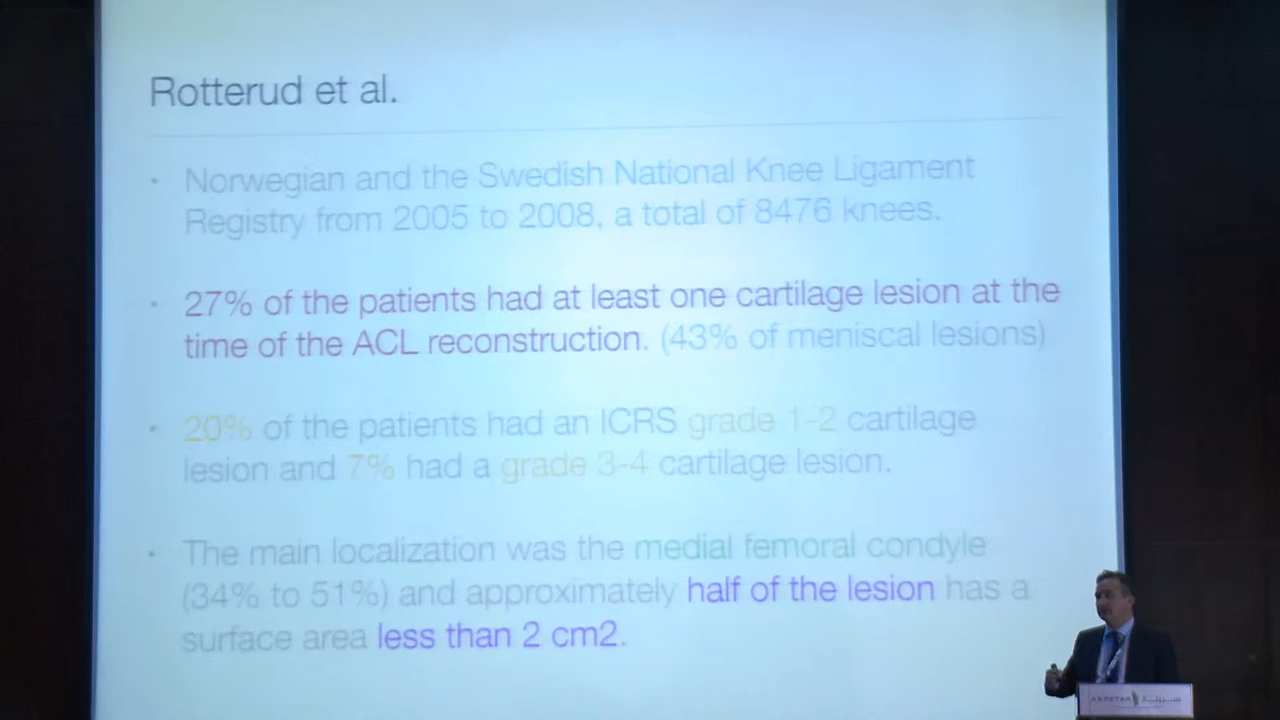 Rotterud et al.
• Norwegian and the Swedish National Knee Ligament
Registry from 2005 to 2008, a total of 8476 knees.
• 27% of the patients had at least one cartilage lesion at the
time of the ACL reconstruction. (43% of meniscal lesions)
• 20% of the patients had an ICRS grade 1-2 cartilage
lesion and 7% had a grade 3-4 cartilage lesion.
• The main localization was the medial femoral condyle
(34% to 51%) and approximately half of the lesion has a
surface area less than 2 cm2.
ASPETAR سبيتار